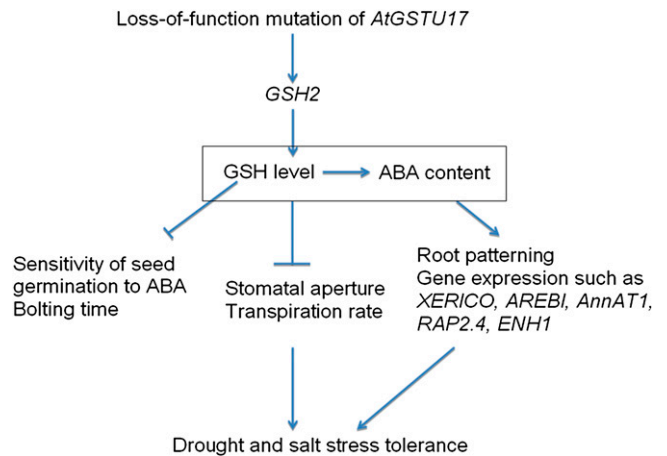 Loss-of-function mutation of AtGSTU17
GSH2
GSH level
ABA content
Sensitivity of seed
germination to ABA
Bolting time
Stomatal aperture
Transpiration rate
Root patterning
Gene expression such as
XERICO, AREBI, AnnAT1,
RAP2.4, ENH1
Drought and salt stress tolerance